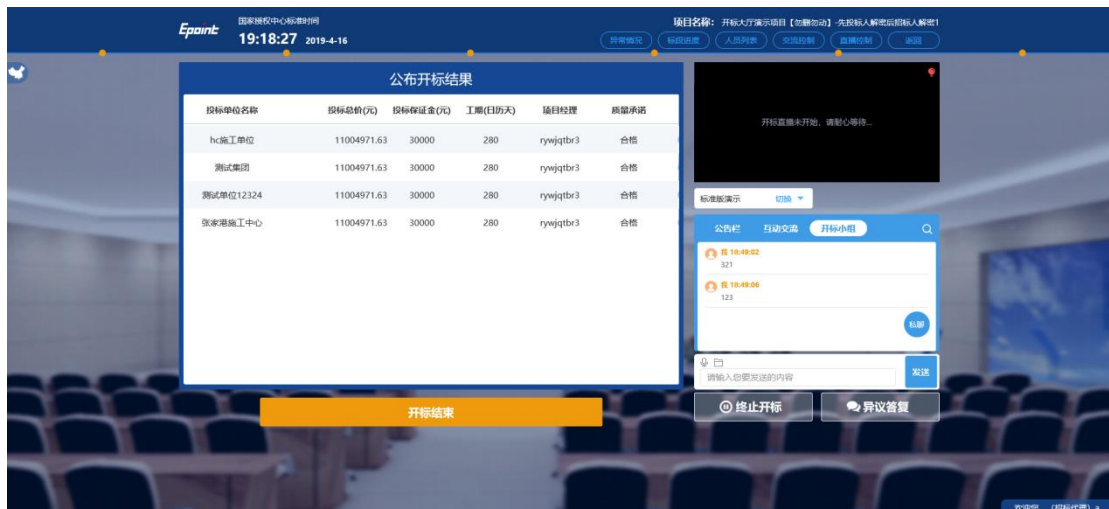 Epoint
国家授权中心标准时间
19:18:27 2019-4-16
项目名称： 开标大厅演示项目【勿删勿动】-先投标人解密后招标人解密1
异常情况 标段进度 人员列表 交流控制 直播控制 返回
公布开标结果
投标单位名称 投标总价(元) 投标保证金(元) 工期(日历天) 项目经理 质量承诺
hc施工单位 11004971.63 30000 280 rywjqtbr3 合格
测试集团 11004971.63 30000 280 rywjqtbr3 合格
测试单位12324 11004971.63 30000 280 rywjqtbr3 合格
张家港施工中心 11004971.63 30000 280 rywjqtbr3 合格
开标结束
开标直播未开始，请耐心等待...
标准版演示 切换
公告栏 互动交流 开标小组
我 18:49:02
321
我 18:49:06
123
私聊
请输入您要发送的内容
发送
终止开标 异议答复
欢迎您，（招标代理）a